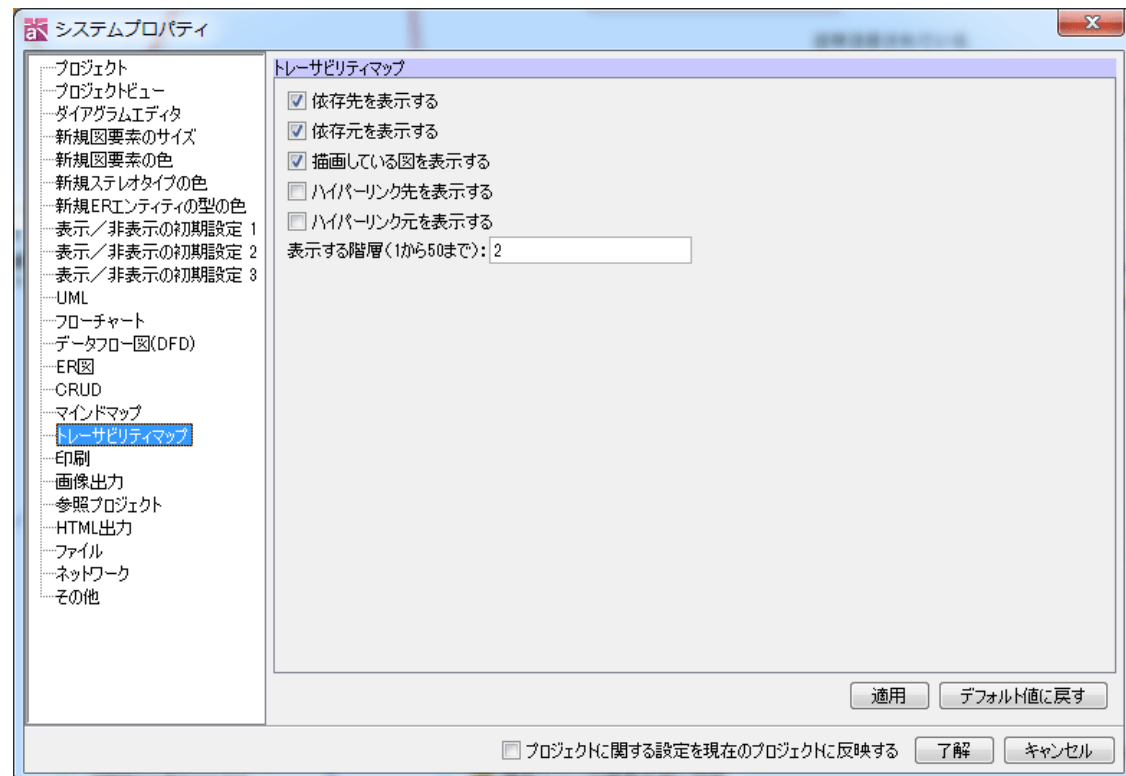 システムプロパティ
プロジェクト
プロジェクトビュー
ダイアグラムエディタ
新規図要素のサイズ
新規図要素の色
新規ステレオタイプの色
新規ERエンティティの型の色
表示／非表示の初期設定 1
表示／非表示の初期設定 2
表示／非表示の初期設定 3
UML
フローチャート
データフロー図(DFD)
ER図
CRUD
マインドマップ
トレーサビリティマップ
印刷
画像出力
参照プロジェクト
HTML出力
ファイル
ネットワーク
その他
トレーサビリティマップ
依存先を表示する
依存元を表示する
描画している図を表示する
ハイパーリンク先を表示する
ハイパーリンク元を表示する
表示する階層(1から50まで): 2
適用 デフォルト値に戻す
プロジェクトに関する設定を現在のプロジェクトに反映する 了解 キャンセル